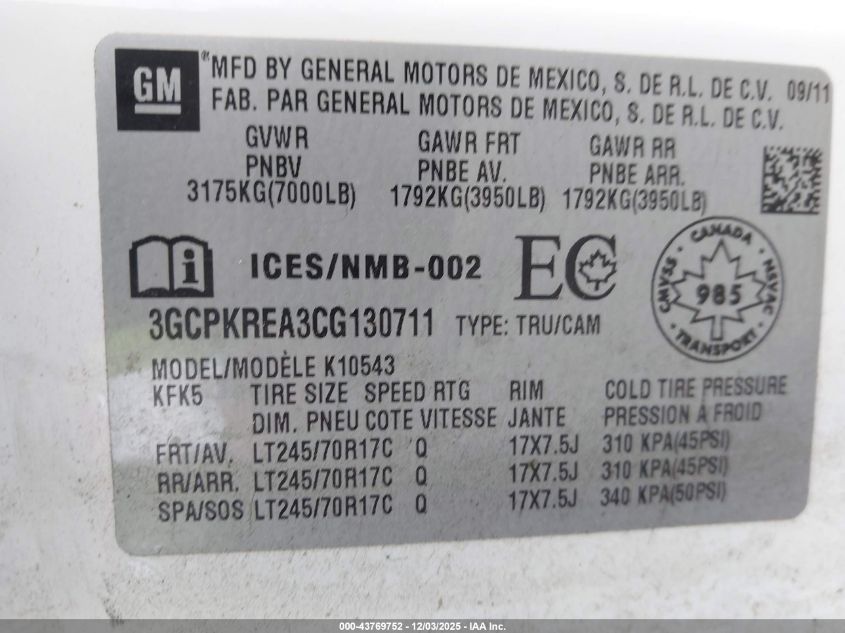 GM
MFD BY GENERAL MOTORS DE MEXICO, S. DE R.L. DE C.V. 09/11
FAB. PAR GENERAL MOTORS DE MEXICO, S. DE R.L. DE C.V.
GVWR GAWR FRT GAWR RR
PNBV PNBE AV. PNBE ARR.
3175KG(7000LB) 1792KG(3950LB) 1792KG(3950LB)
i ICES/NMB-002 EC
CANADA
CMVSS 985 NSVAC
TRANSPORT
3GCPKREA3CG130711 TYPE: TRU/CAM
MODEL/MODÈLE K10543
KFK5 TIRE SIZE SPEED RTG RIM COLD TIRE PRESSURE
DIM. PNEU COTE VITESSE JANTE PRESSION À FROID
FRT/AV. LT245/70R17C Q 17X7.5J 310 KPA(45PSI)
RR/ARR. LT245/70R17C Q 17X7.5J 310 KPA(45PSI)
SPA/SOS LT245/70R17C Q 17X7.5J 340 KPA(50PSI)
000-43769752 - 12/03/2025 - IAA Inc.